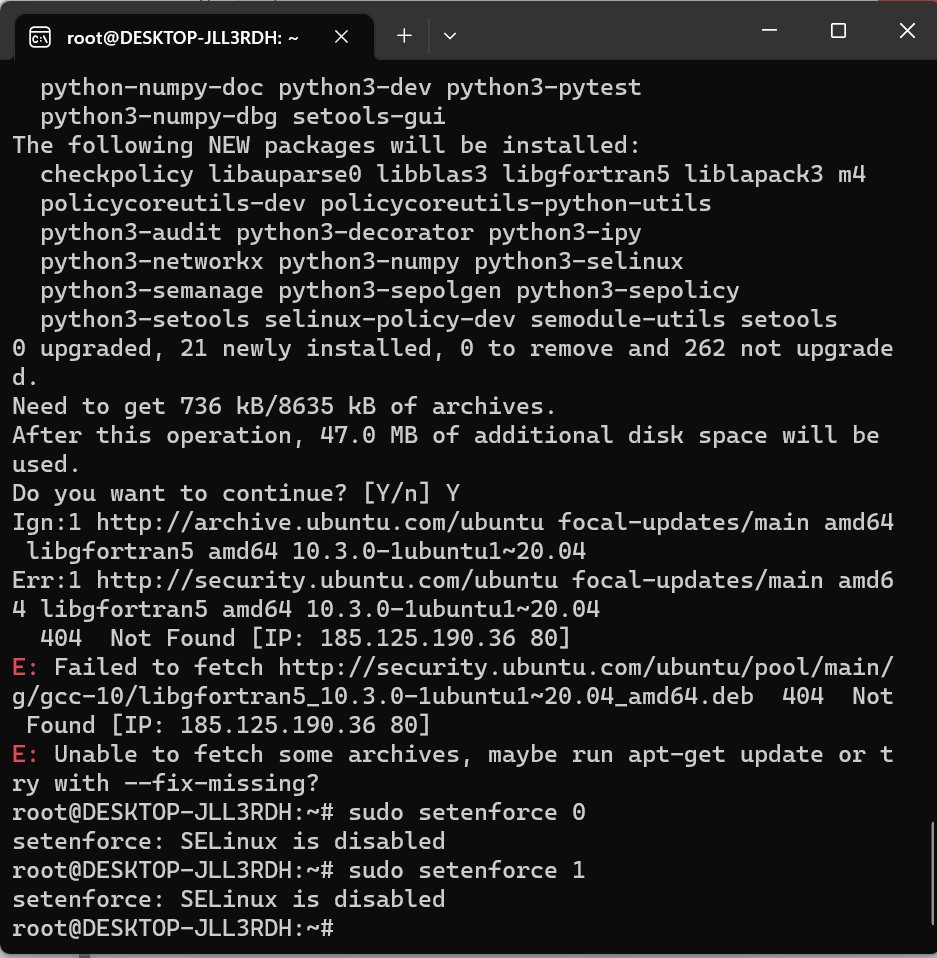 root@DESKTOP-JLL3RDH: ~
python-numpy-doc python3-dev python3-pytest
python3-numpy-dbg setools-gui
The following NEW packages will be installed:
checkpolicy libauparse0 libblas3 libgfortran5 liblapack3 m4
policycoreutils-dev policycoreutils-python-utils
python3-audit python3-decorator python3-ipy
python3-networkx python3-numpy python3-selinux
python3-semanage python3-sepolgen python3-sepolicy
python3-setools selinux-policy-dev semodule-utils setools
0 upgraded, 21 newly installed, 0 to remove and 262 not upgrade
d.
Need to get 736 kB/8635 kB of archives.
After this operation, 47.0 MB of additional disk space will be
used.
Do you want to continue? [Y/n] Y
Ign:1 http://archive.ubuntu.com/ubuntu focal-updates/main amd64
libgfortran5 amd64 10.3.0-1ubuntu1~20.04
Err:1 http://security.ubuntu.com/ubuntu focal-updates/main amd6
4 libgfortran5 amd64 10.3.0-1ubuntu1~20.04
404  Not Found [IP: 185.125.190.36 80]
E: Failed to fetch http://security.ubuntu.com/ubuntu/pool/main/
g/gcc-10/libgfortran5_10.3.0-1ubuntu1~20.04_amd64.deb  404  Not
Found [IP: 185.125.190.36 80]
E: Unable to fetch some archives, maybe run apt-get update or t
ry with --fix-missing?
root@DESKTOP-JLL3RDH:~# sudo setenforce 0
setenforce: SELinux is disabled
root@DESKTOP-JLL3RDH:~# sudo setenforce 1
setenforce: SELinux is disabled
root@DESKTOP-JLL3RDH:~#